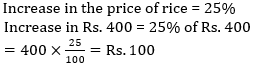 Increase in the price of rice = 25%
Increase in Rs. 400 = 25% of Rs. 400
= 400 × 25/100 = Rs. 100